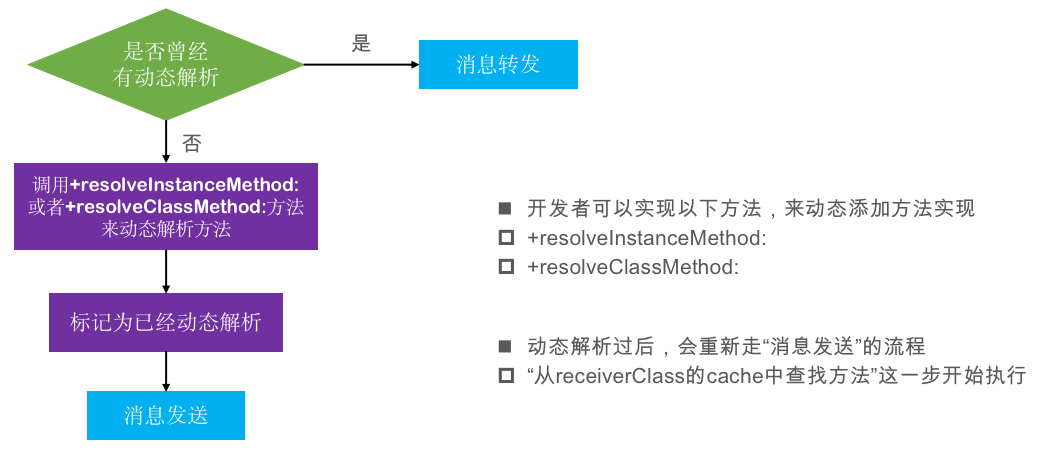 是否曾经
有动态解析
是
消息转发
否
调用+resolveInstanceMethod:
或者+resolveClassMethod:方法
来动态解析方法
标记为已经动态解析
消息发送
开发者可以实现以下方法，来动态添加方法实现
+resolveInstanceMethod:
+resolveClassMethod:
动态解析过后，会重新走“消息发送”的流程
“从receiverClass的cache中查找方法”这一步开始执行